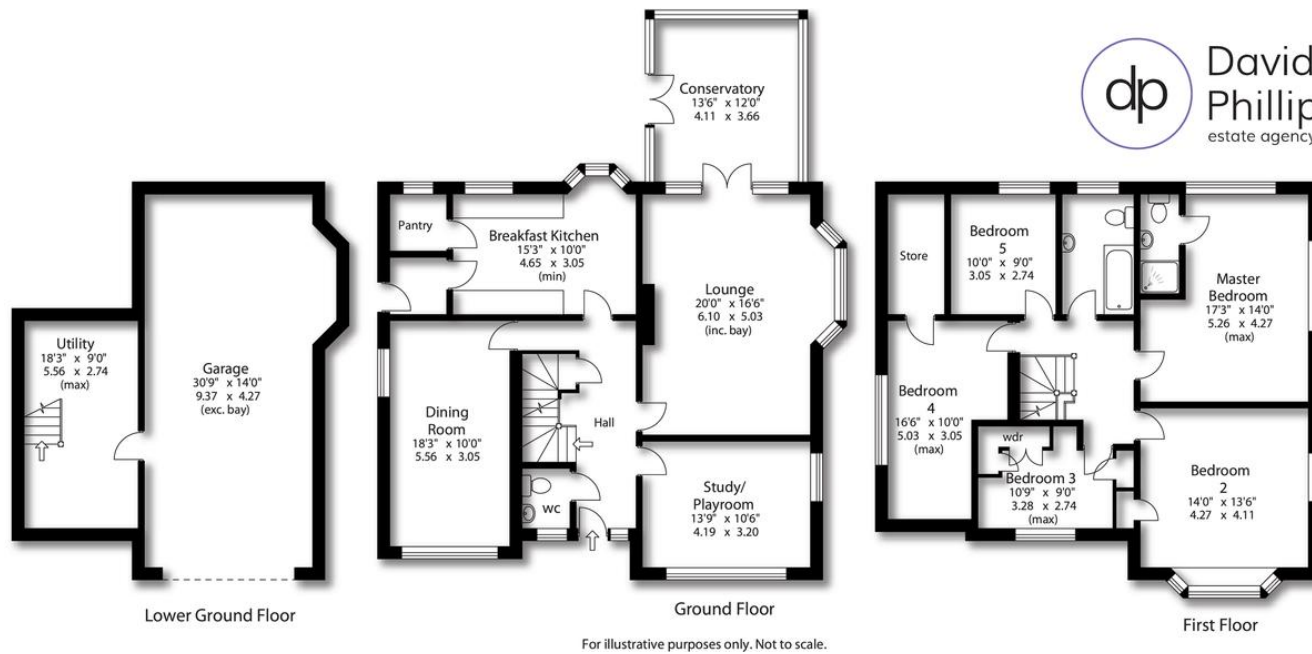 David
Phillip
estate agency
dp
Conservatory
13'6" x 12'0"
4.11 x 3.66
Pantry
Breakfast Kitchen
15'3" x 10'0"
4.65 x 3.05
(min)
Lounge
20'0" x 16'6"
6.10 x 5.03
(inc. bay)
Utility
18'3" x 9'0"
5.56 x 2.74
(max)
Garage
30'9" x 14'0"
9.37 x 4.27
(exc. bay)
Dining
Room
18'3" x 10'0"
5.56 x 3.05
Hall
wc
Study/
Playroom
13'9" x 10'6"
4.19 x 3.20
Store
Bedroom
5
10'0" x 9'0"
3.05 x 2.74
Master
Bedroom
17'3" x 14'0"
5.26 x 4.27
(max)
Bedroom
4
16'6" x 10'0"
5.03 x 3.05
(max)
wdr
Bedroom 3
10'9" x 9'0"
3.28 x 2.74
(max)
Bedroom
2
14'0" x 13'6"
4.27 x 4.11
Lower Ground Floor
Ground Floor
First Floor
For illustrative purposes only. Not to scale.